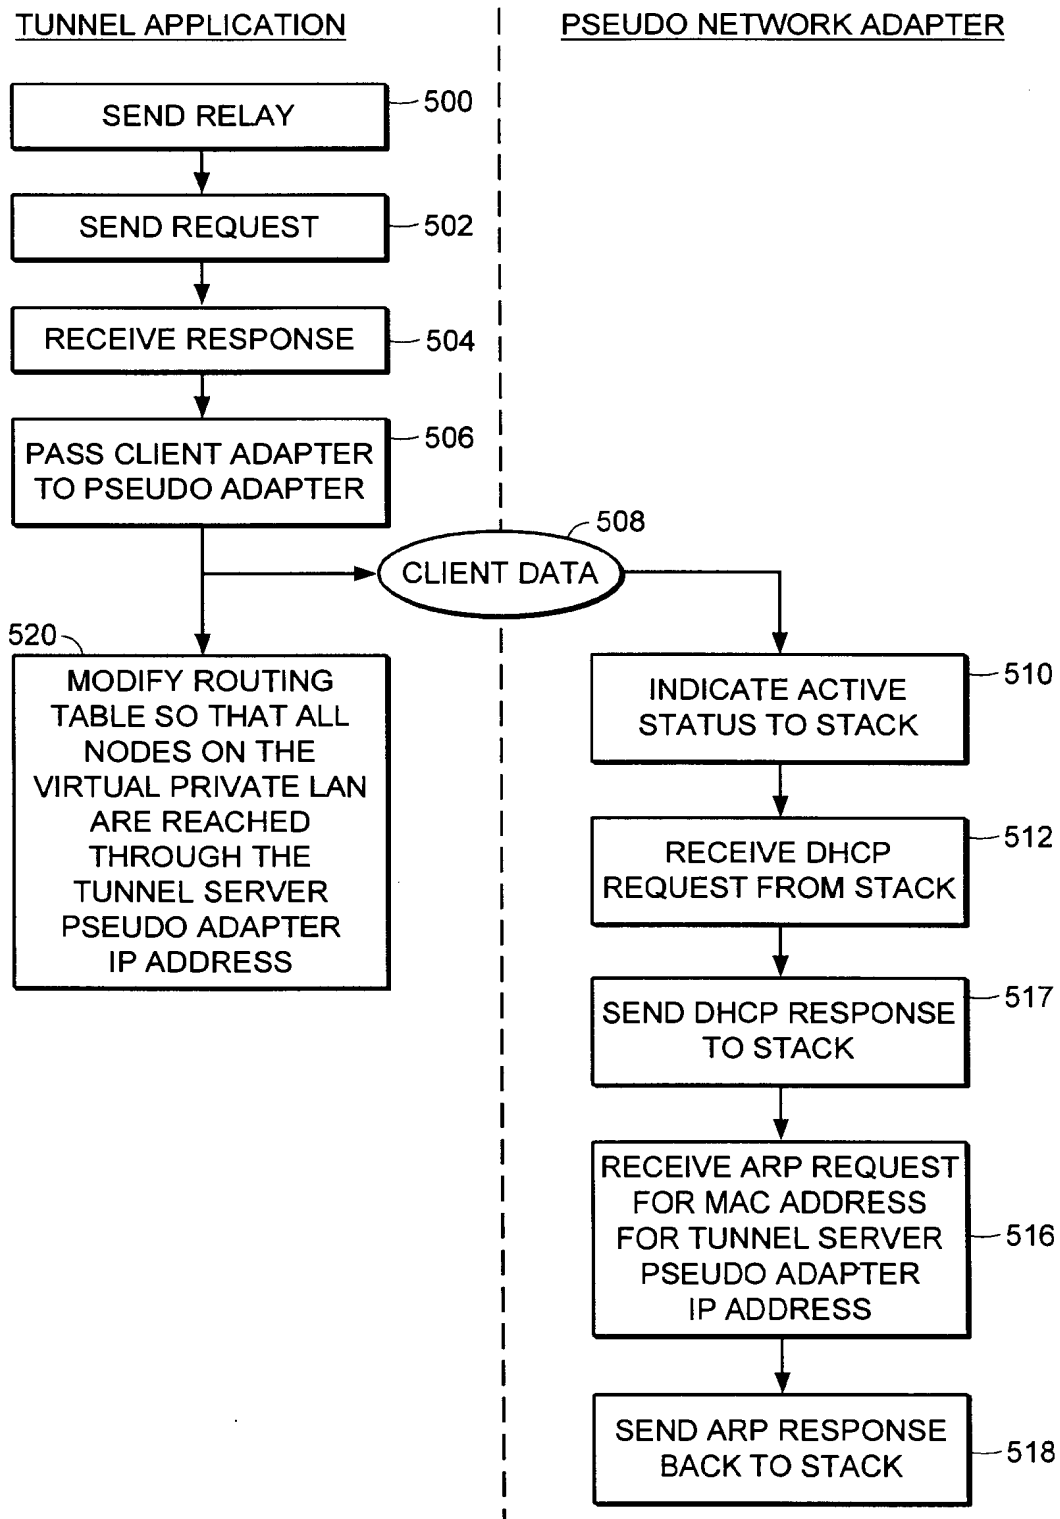 TUNNEL APPLICATION
PSEUDO NETWORK ADAPTER
SEND RELAY
500
SEND REQUEST
502
RECEIVE RESPONSE
504
PASS CLIENT ADAPTER
TO PSEUDO ADAPTER
506
CLIENT DATA
508
520
MODIFY ROUTING
TABLE SO THAT ALL
NODES ON THE
VIRTUAL PRIVATE LAN
ARE REACHED
THROUGH THE
TUNNEL SERVER
PSEUDO ADAPTER
IP ADDRESS
INDICATE ACTIVE
STATUS TO STACK
510
RECEIVE DHCP
REQUEST FROM STACK
512
SEND DHCP RESPONSE
TO STACK
517
RECEIVE ARP REQUEST
FOR MAC ADDRESS
FOR TUNNEL SERVER
PSEUDO ADAPTER
IP ADDRESS
516
SEND ARP RESPONSE
BACK TO STACK
518